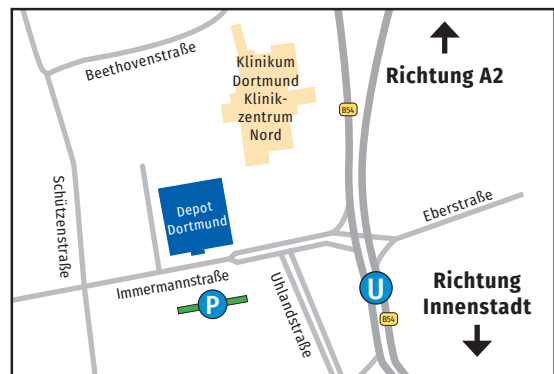 Beethovenstraße
Klinikum
Dortmund
Klinik-
zentrum
Nord
Richtung A2
B54
Schützenstraße
Depot
Dortmund
Eberstraße
Immermannstraße
P
Uhlandstraße
U
Richtung
Innenstadt
B54